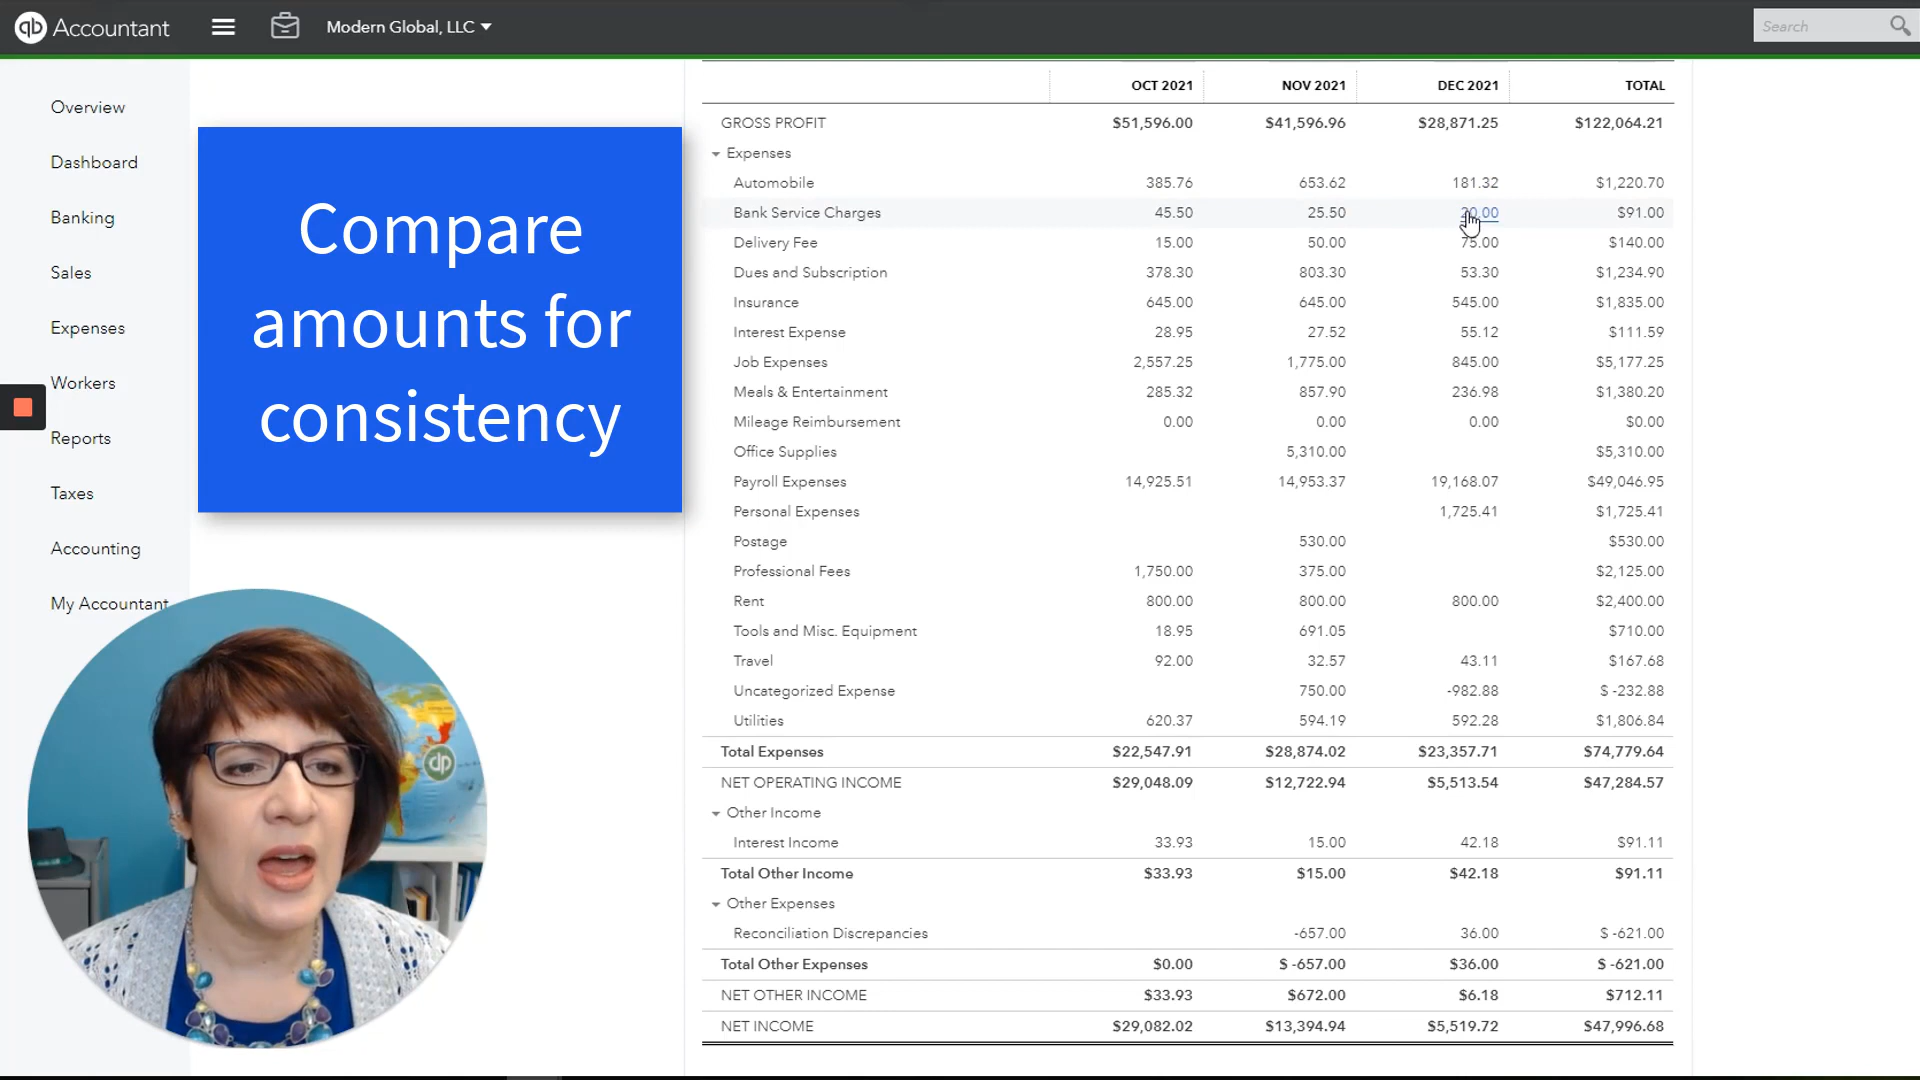 qb Accountant
Modern Global, LLC
Search
Overview
Dashboard
Banking
Sales
Expenses
Workers
Reports
Taxes
Accounting
My Accountant
Compare
amounts for
consistency
OCT 2021 NOV 2021 DEC 2021 TOTAL
GROSS PROFIT $51,596.00 $41,596.96 $28,871.25 $122,064.21
Expenses
Automobile 385.76 653.62 181.32 $1,220.70
Bank Service Charges 45.50 25.50 20.00 $91.00
Delivery Fee 15.00 50.00 75.00 $140.00
Dues and Subscription 378.30 803.30 53.30 $1,234.90
Insurance 645.00 645.00 545.00 $1,835.00
Interest Expense 28.95 27.52 55.12 $111.59
Job Expenses 2,557.25 1,775.00 845.00 $5,177.25
Meals & Entertainment 285.32 857.90 236.98 $1,380.20
Mileage Reimbursement 0.00 0.00 0.00 $0.00
Office Supplies 5,310.00 $5,310.00
Payroll Expenses 14,925.51 14,953.37 19,168.07 $49,046.95
Personal Expenses 1,725.41 $1,725.41
Postage 530.00 $530.00
Professional Fees 1,750.00 375.00 $2,125.00
Rent 800.00 800.00 800.00 $2,400.00
Tools and Misc. Equipment 18.95 691.05 $710.00
Travel 92.00 32.57 43.11 $167.68
Uncategorized Expense 750.00 -982.88 $ -232.88
Utilities 620.37 594.19 592.28 $1,806.84
Total Expenses $22,547.91 $28,874.02 $23,357.71 $74,779.64
NET OPERATING INCOME $29,048.09 $12,722.94 $5,513.54 $47,284.57
Other Income
Interest Income 33.93 15.00 42.18 $91.11
Total Other Income $33.93 $15.00 $42.18 $91.11
Other Expenses
Reconciliation Discrepancies -657.00 36.00 $ -621.00
Total Other Expenses $0.00 $ -657.00 $36.00 $ -621.00
NET OTHER INCOME $33.93 $672.00 $6.18 $712.11
NET INCOME $29,082.02 $13,394.94 $5,519.72 $47,996.68
dp